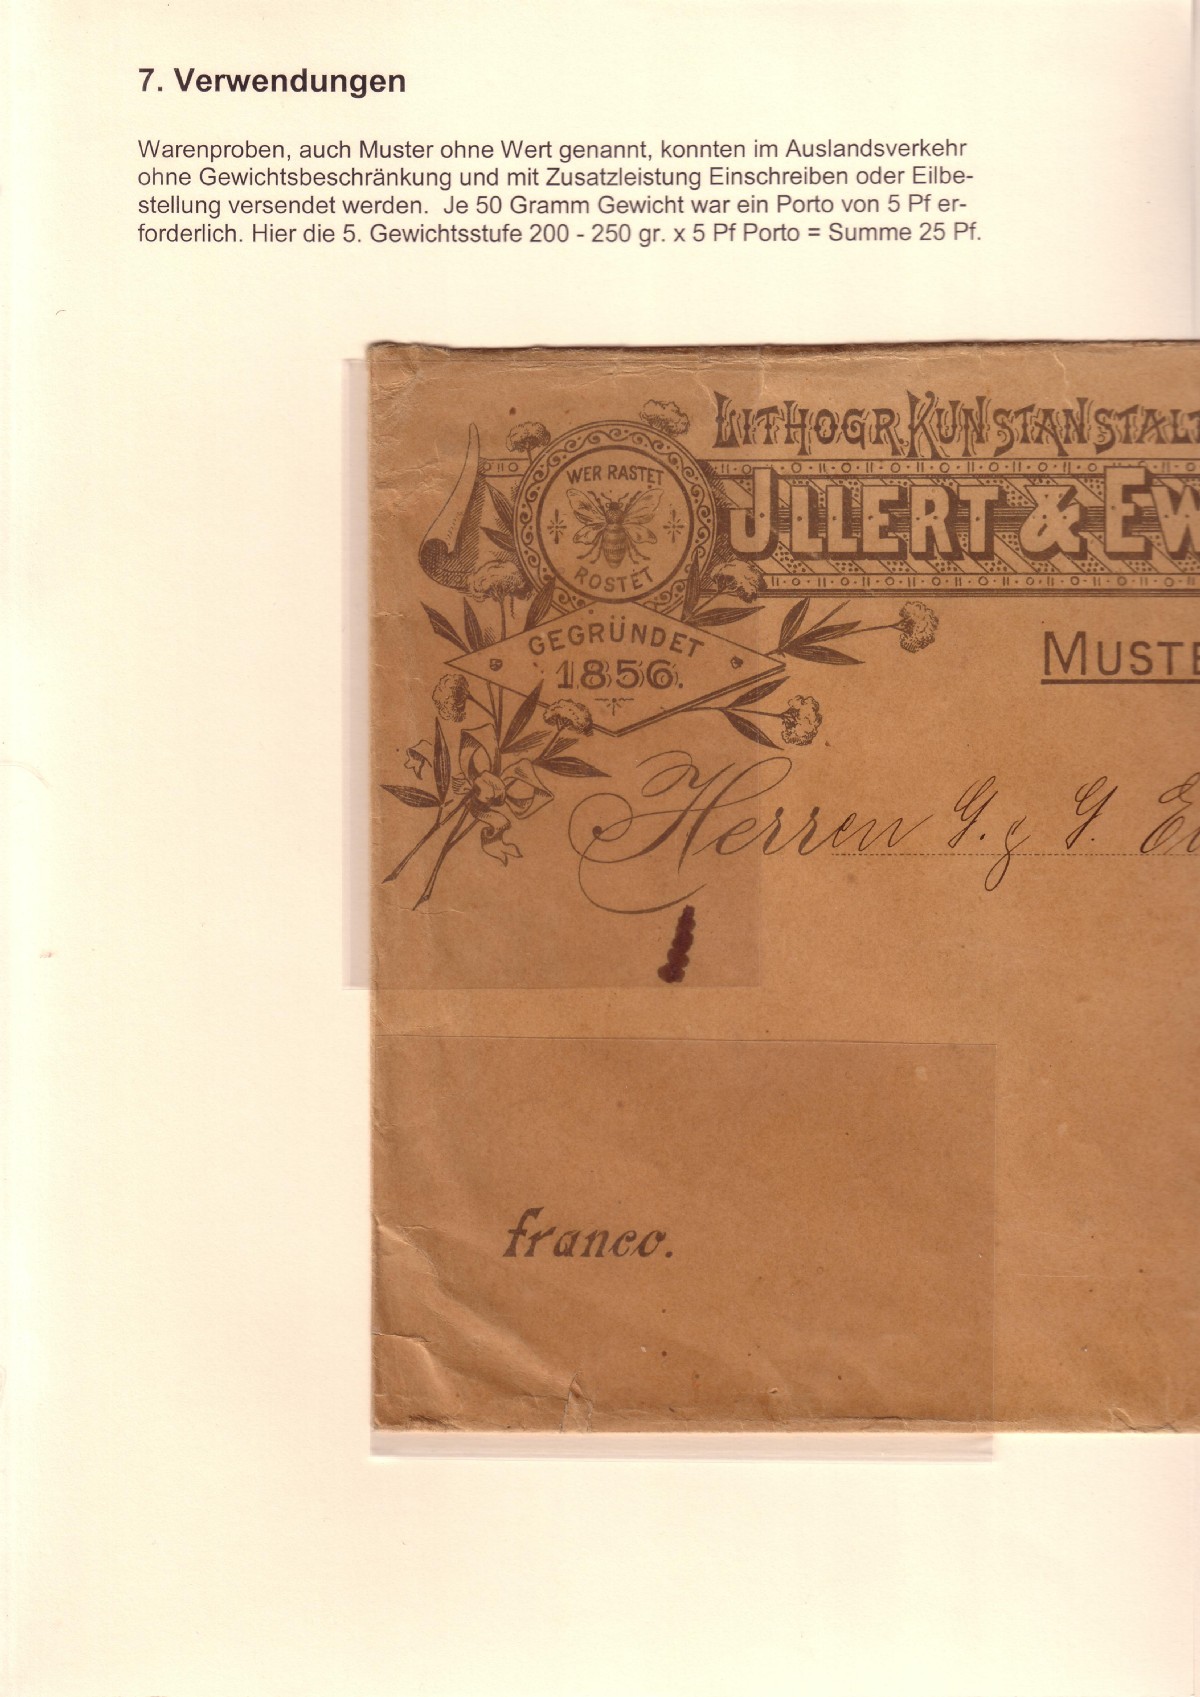 7. Verwendungen
Warenproben, auch Muster ohne Wert genannt, konnten im Auslandsverkehr
ohne Gewichtsbeschränkung und mit Zusatzleistung Einschreiben oder Eilbe-
stellung versendet werden. Je 50 Gramm Gewicht war ein Porto von 5 Pf er-
forderlich. Hier die 5. Gewichtsstufe 200 - 250 gr. x 5 Pf Porto = Summe 25 Pf.
LITHOGR. KUNSTANSTALT
JLLERT & EW
WER RASTET
ROSTET
GEGRÜNDET
1856.
MUSTE
Herren G. & G.
franco.